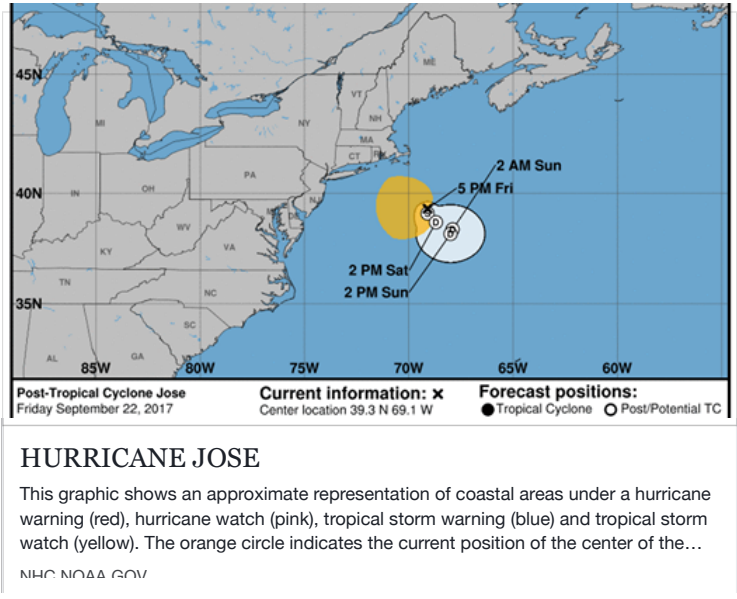 45N
ME
VT
NH
MI
NY
MA
CT
RI
2 AM Sun
5 PM Fri
40N
PA
IN
OH
NJ
MD
DE
WV
VA
KY
2 PM Sat
2 PM Sun
TN
NC
35N
SC
AL
GA
85W 80W 75W 70W 65W 60W
Post-Tropical Cyclone Jose
Friday September 22, 2017
Current information: x
Center location 39.3 N 69.1 W
Forecast positions:
Tropical Cyclone Post/Potential TC
HURRICANE JOSE
This graphic shows an approximate representation of coastal areas under a hurricane
warning (red), hurricane watch (pink), tropical storm warning (blue) and tropical storm
watch (yellow). The orange circle indicates the current position of the center of the…
NHC.NOAA.GOV